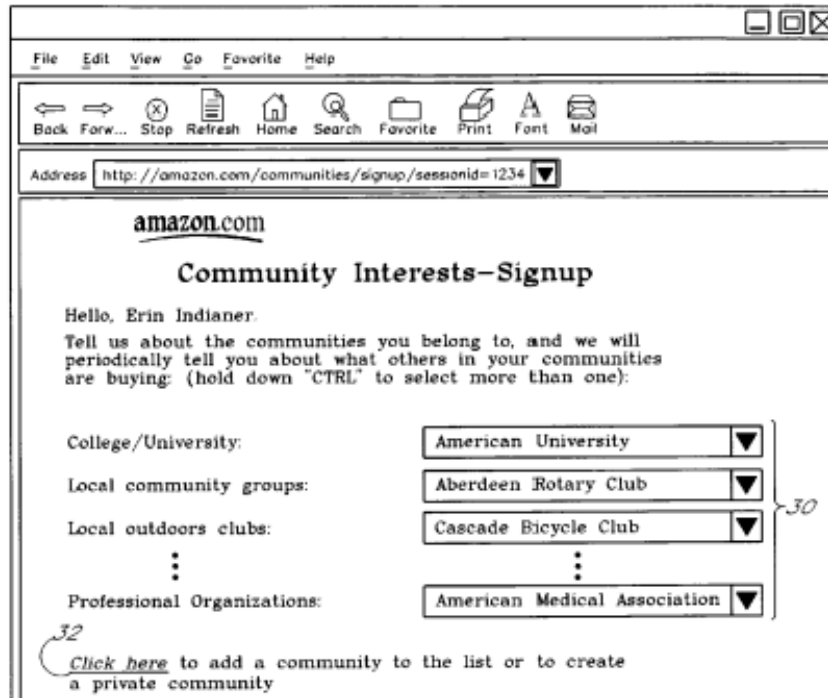 File Edit View Go Favorite Help
Back Forw... Stop Refresh Home Search Favorite Print Font Mail
Address http://amazon.com/communities/signup/sessionid=1234
amazon.com
Community Interests-Signup
Hello, Erin Indianer.
Tell us about the communities you belong to, and we will
periodically tell you about what others in your communities
are buying: (hold down "CTRL" to select more than one):
College/University: American University
Local community groups: Aberdeen Rotary Club
30
Local outdoors clubs: Cascade Bicycle Club
Professional Organizations: American Medical Association
32
Click here to add a community to the list or to create
a private community